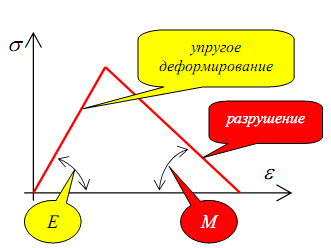 σ
упругое
деформирование
разрушение
ε
E
M